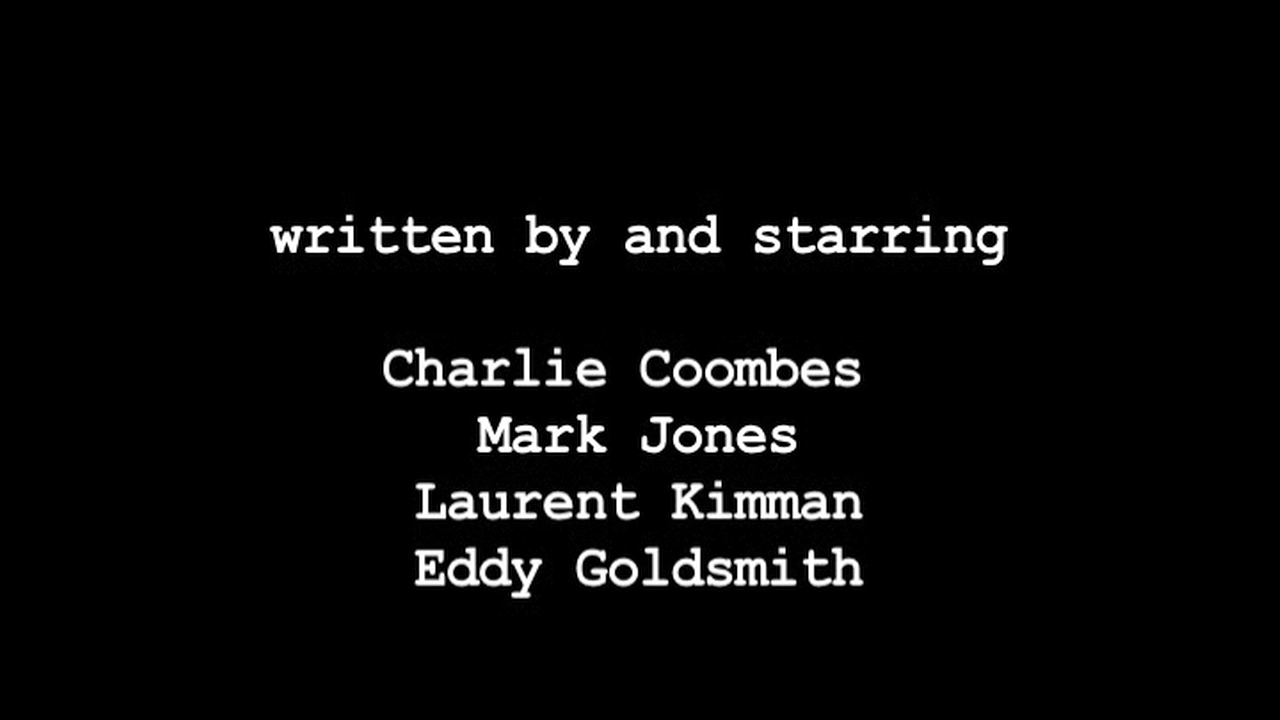 written by and starring
Charlie Coombes
Mark Jones
Laurent Kimman
Eddy Goldsmith